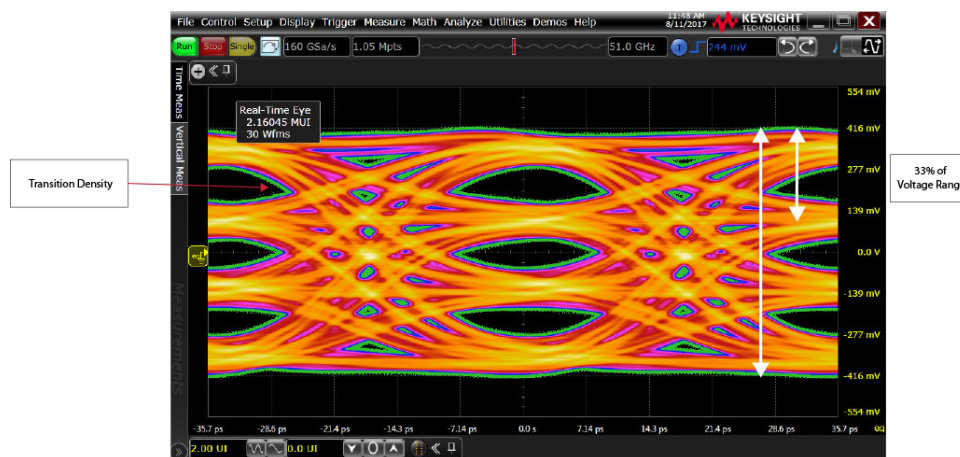 File Control Setup Display Trigger Measure Math Analyze Utilities Demos Help
11:48 AM
8/11/2017
KEYSIGHT
TECHNOLOGIES
Run Stop Single 160 GSa/s 1.05 Mpts 51.0 GHz T 244 mV
Time Meas
Vertical Meas
Measurements
Real-Time Eye
2.16045 MUI
30 Wfms
Transition Density
33% of
Voltage Rang
554 mV
416 mV
277 mV
139 mV
0.0 V
-139 mV
-277 mV
-416 mV
-554 mV
-35.7 ps -28.6 ps -21.4 ps -14.3 ps -7.14 ps 0.0 s 7.14 ps 14.3 ps 21.4 ps 28.6 ps 35.7 ps
2.00 UI 0.0 UI